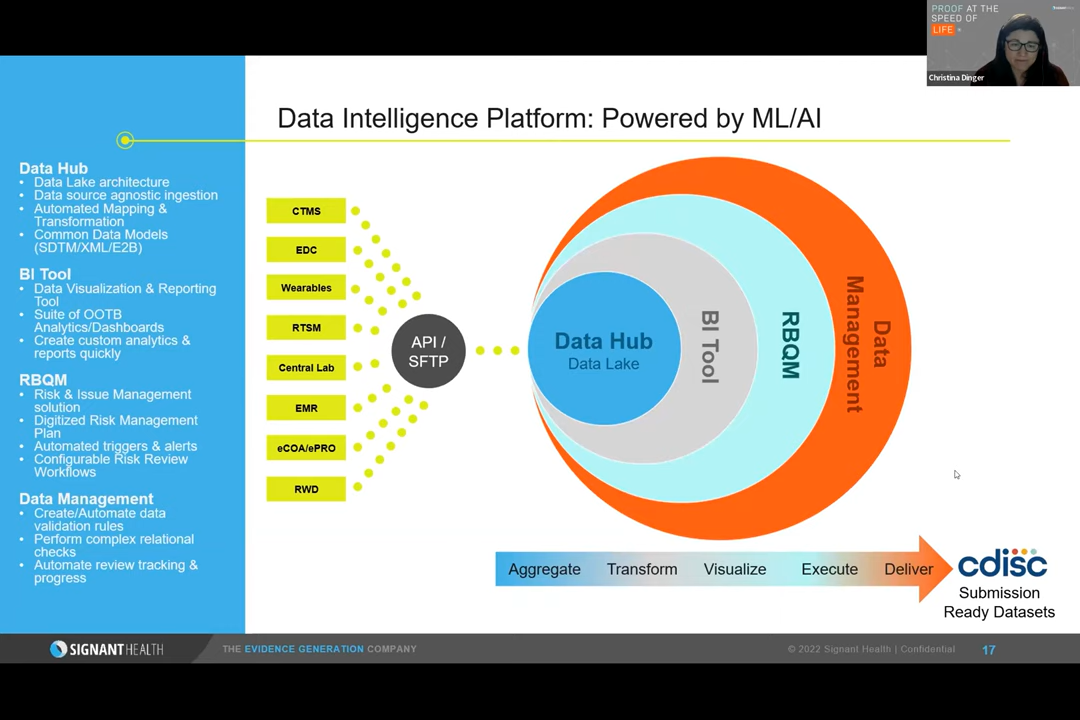 PROOF AT THE
SPEED OF
LIFE
Christina Dinger
Data Intelligence Platform: Powered by ML/AI
Data Hub
• Data Lake architecture
• Data source agnostic ingestion
• Automated Mapping &
Transformation
• Common Data Models
(SDTM/XML/E2B)
BI Tool
• Data Visualization & Reporting
Tool
• Suite of OOTB
Analytics/Dashboards
• Create custom analytics &
reports quickly
RBQM
• Risk & Issue Management
solution
• Digitized Risk Management
Plan
• Automated triggers & alerts
• Configurable Risk Review
Workflows
Data Management
• Create/Automate data
validation rules
• Perform complex relational
checks
• Automate review tracking &
progress
CTMS
EDC
Wearables
RTSM
Central Lab
EMR
eCOA/ePRO
RWD
API /
SFTP
Data Hub
Data Lake
BI Tool
RBQM
Data
Management
Aggregate Transform Visualize Execute Deliver
cdisc
Submission
Ready Datasets
SIGNANT HEALTH
THE EVIDENCE GENERATION COMPANY
© 2022 Signant Health | Confidential
17